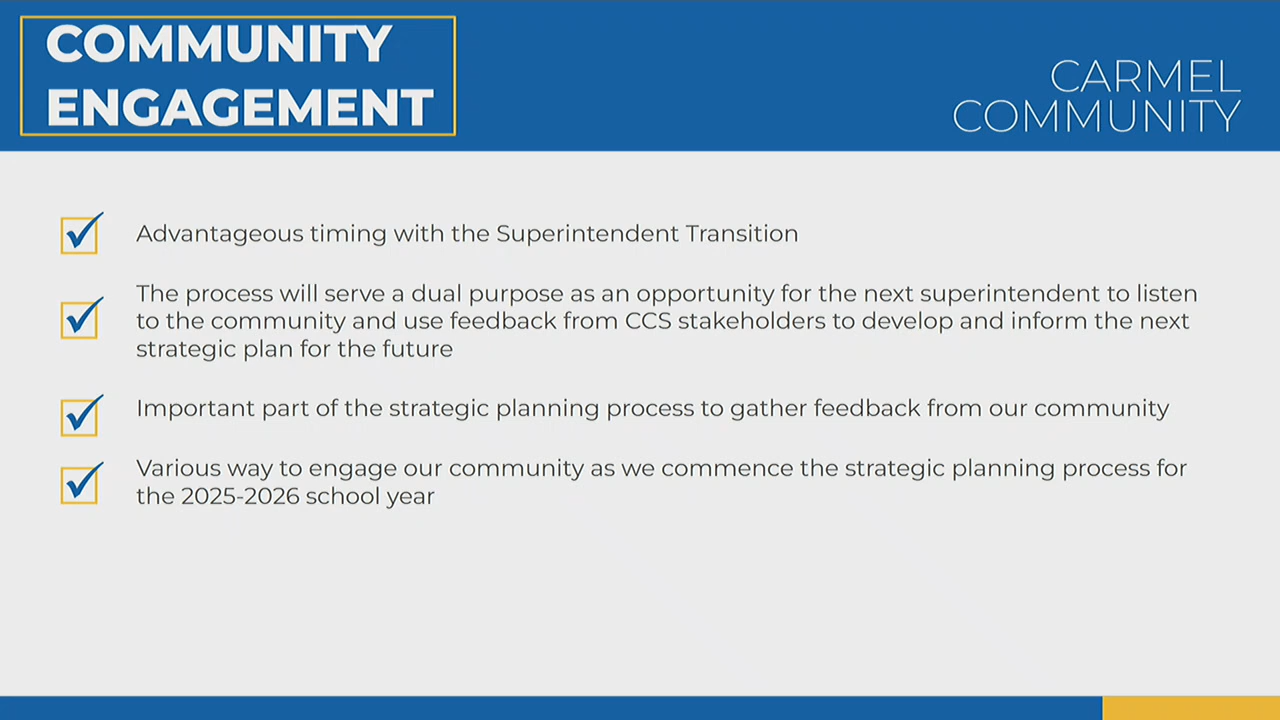 COMMUNITY
ENGAGEMENT
CARMEL
COMMUNITY
Advantageous timing with the Superintendent Transition
The process will serve a dual purpose as an opportunity for the next superintendent to listen
to the community and use feedback from CCS stakeholders to develop and inform the next
strategic plan for the future
Important part of the strategic planning process to gather feedback from our community
Various way to engage our community as we commence the strategic planning process for
the 2025-2026 school year